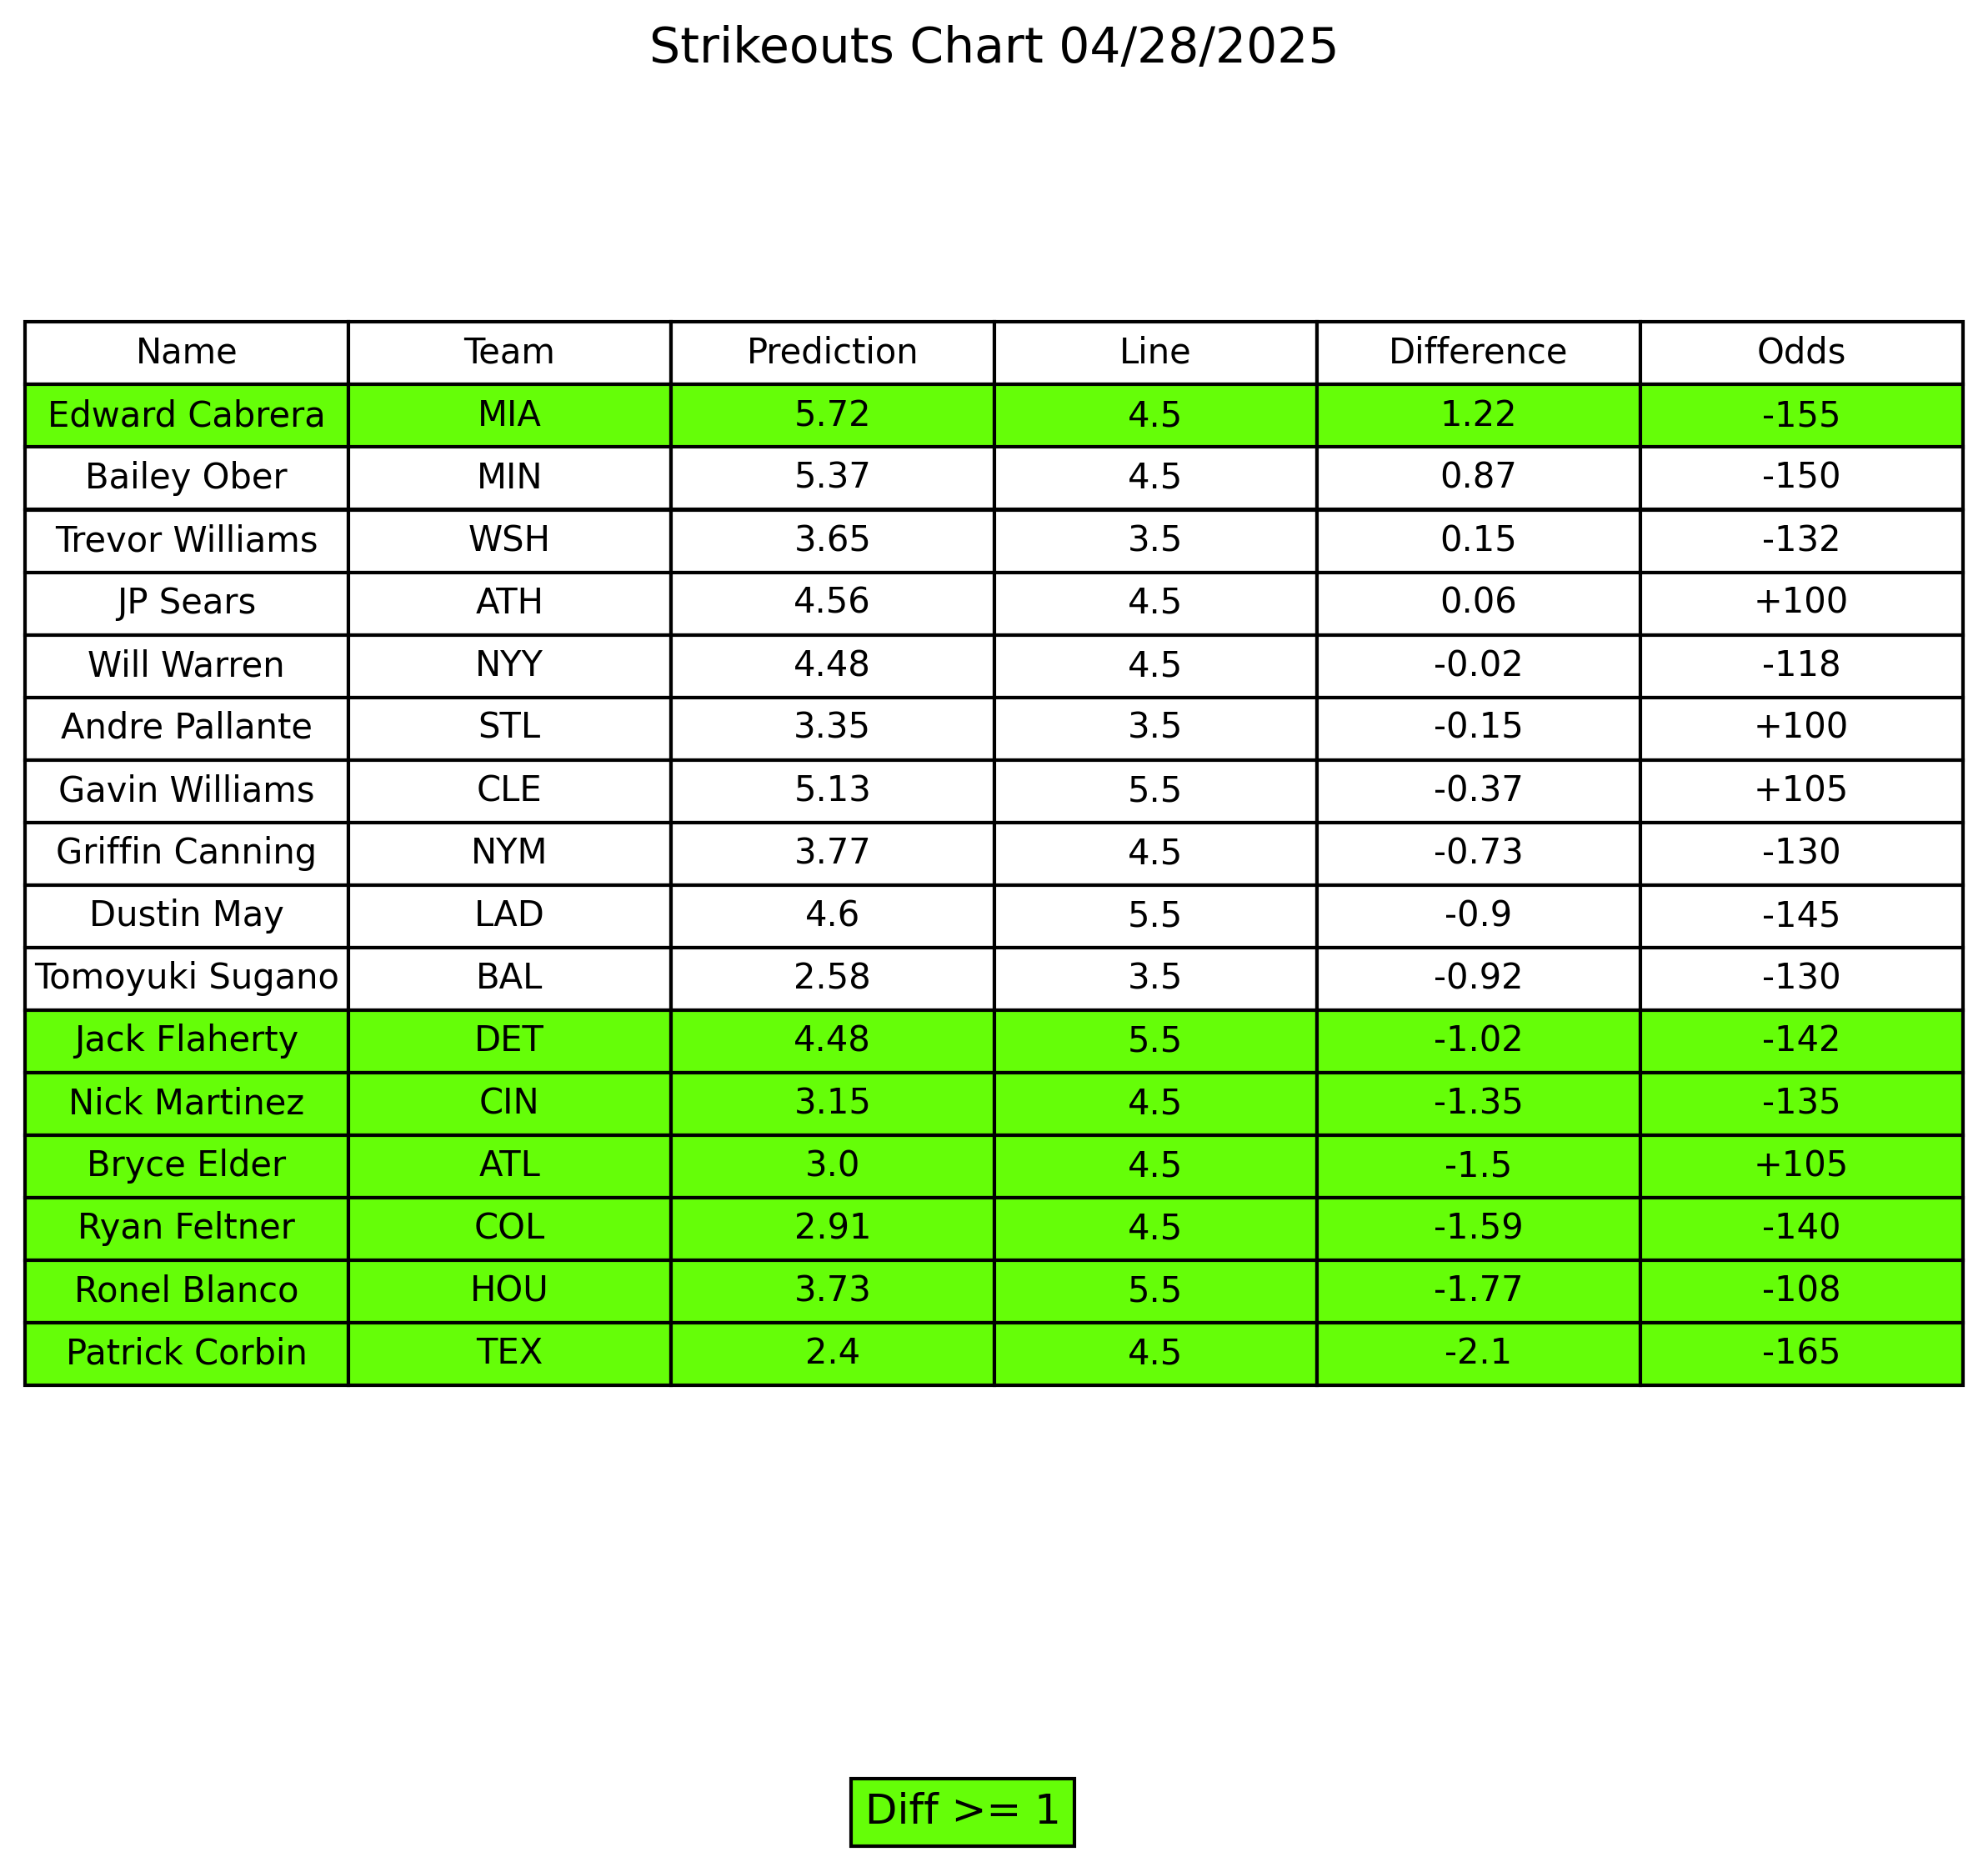 Strikeouts Chart 04/28/2025
Name Team Prediction Line Difference Odds
Edward Cabrera MIA 5.72 4.5 1.22 -155
Bailey Ober MIN 5.37 4.5 0.87 -150
Trevor Williams WSH 3.65 3.5 0.15 -132
JP Sears ATH 4.56 4.5 0.06 +100
Will Warren NYY 4.48 4.5 -0.02 -118
Andre Pallante STL 3.35 3.5 -0.15 +100
Gavin Williams CLE 5.13 5.5 -0.37 +105
Griffin Canning NYM 3.77 4.5 -0.73 -130
Dustin May LAD 4.6 5.5 -0.9 -145
Tomoyuki Sugano BAL 2.58 3.5 -0.92 -130
Jack Flaherty DET 4.48 5.5 -1.02 -142
Nick Martinez CIN 3.15 4.5 -1.35 -135
Bryce Elder ATL 3.0 4.5 -1.5 +105
Ryan Feltner COL 2.91 4.5 -1.59 -140
Ronel Blanco HOU 3.73 5.5 -1.77 -108
Patrick Corbin TEX 2.4 4.5 -2.1 -165
Diff >= 1